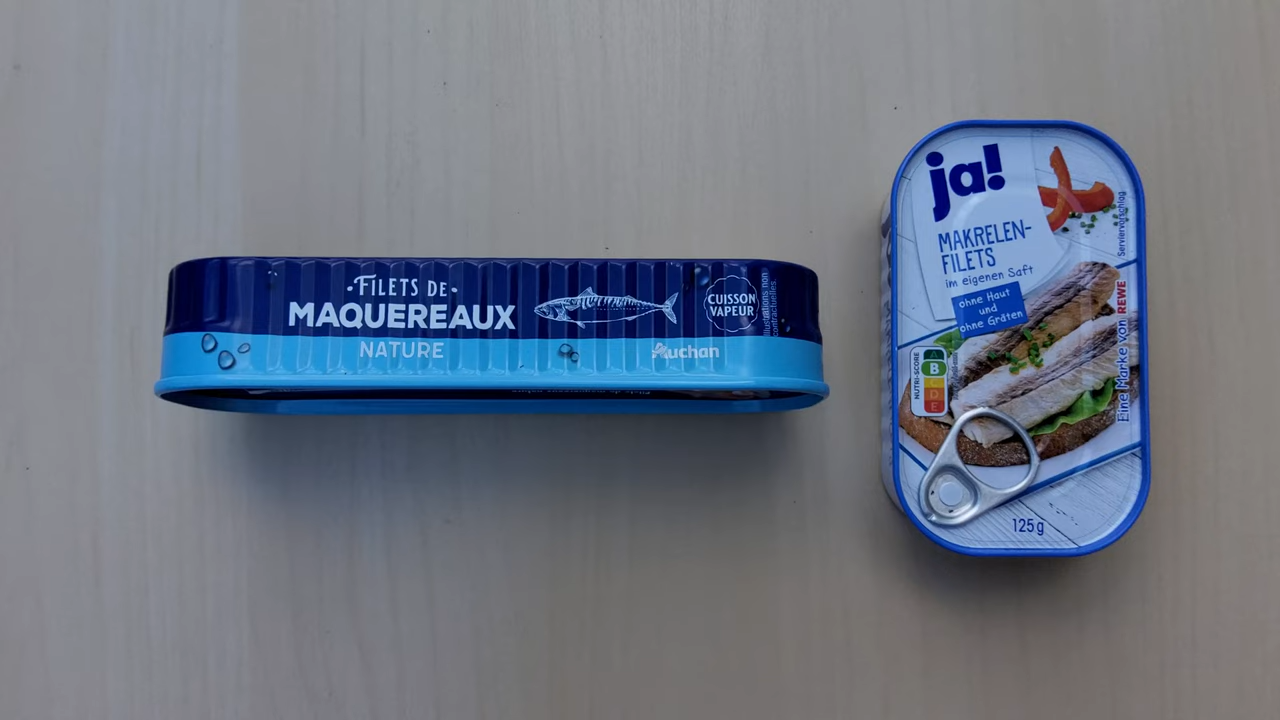 •FILETS DE•
MAQUEREAUX
NATURE
CUISSON
VAPEUR
Illustrations non
contractuelles.
Auchan
ja!
MAKRELEN-
FILETS
im eigenen Saft
ohne Haut
und
ohne Gräten
Serviervorschlag
Eine Marke von REWE
NUTRI-SCORE
A
B
C
D
E
125 g